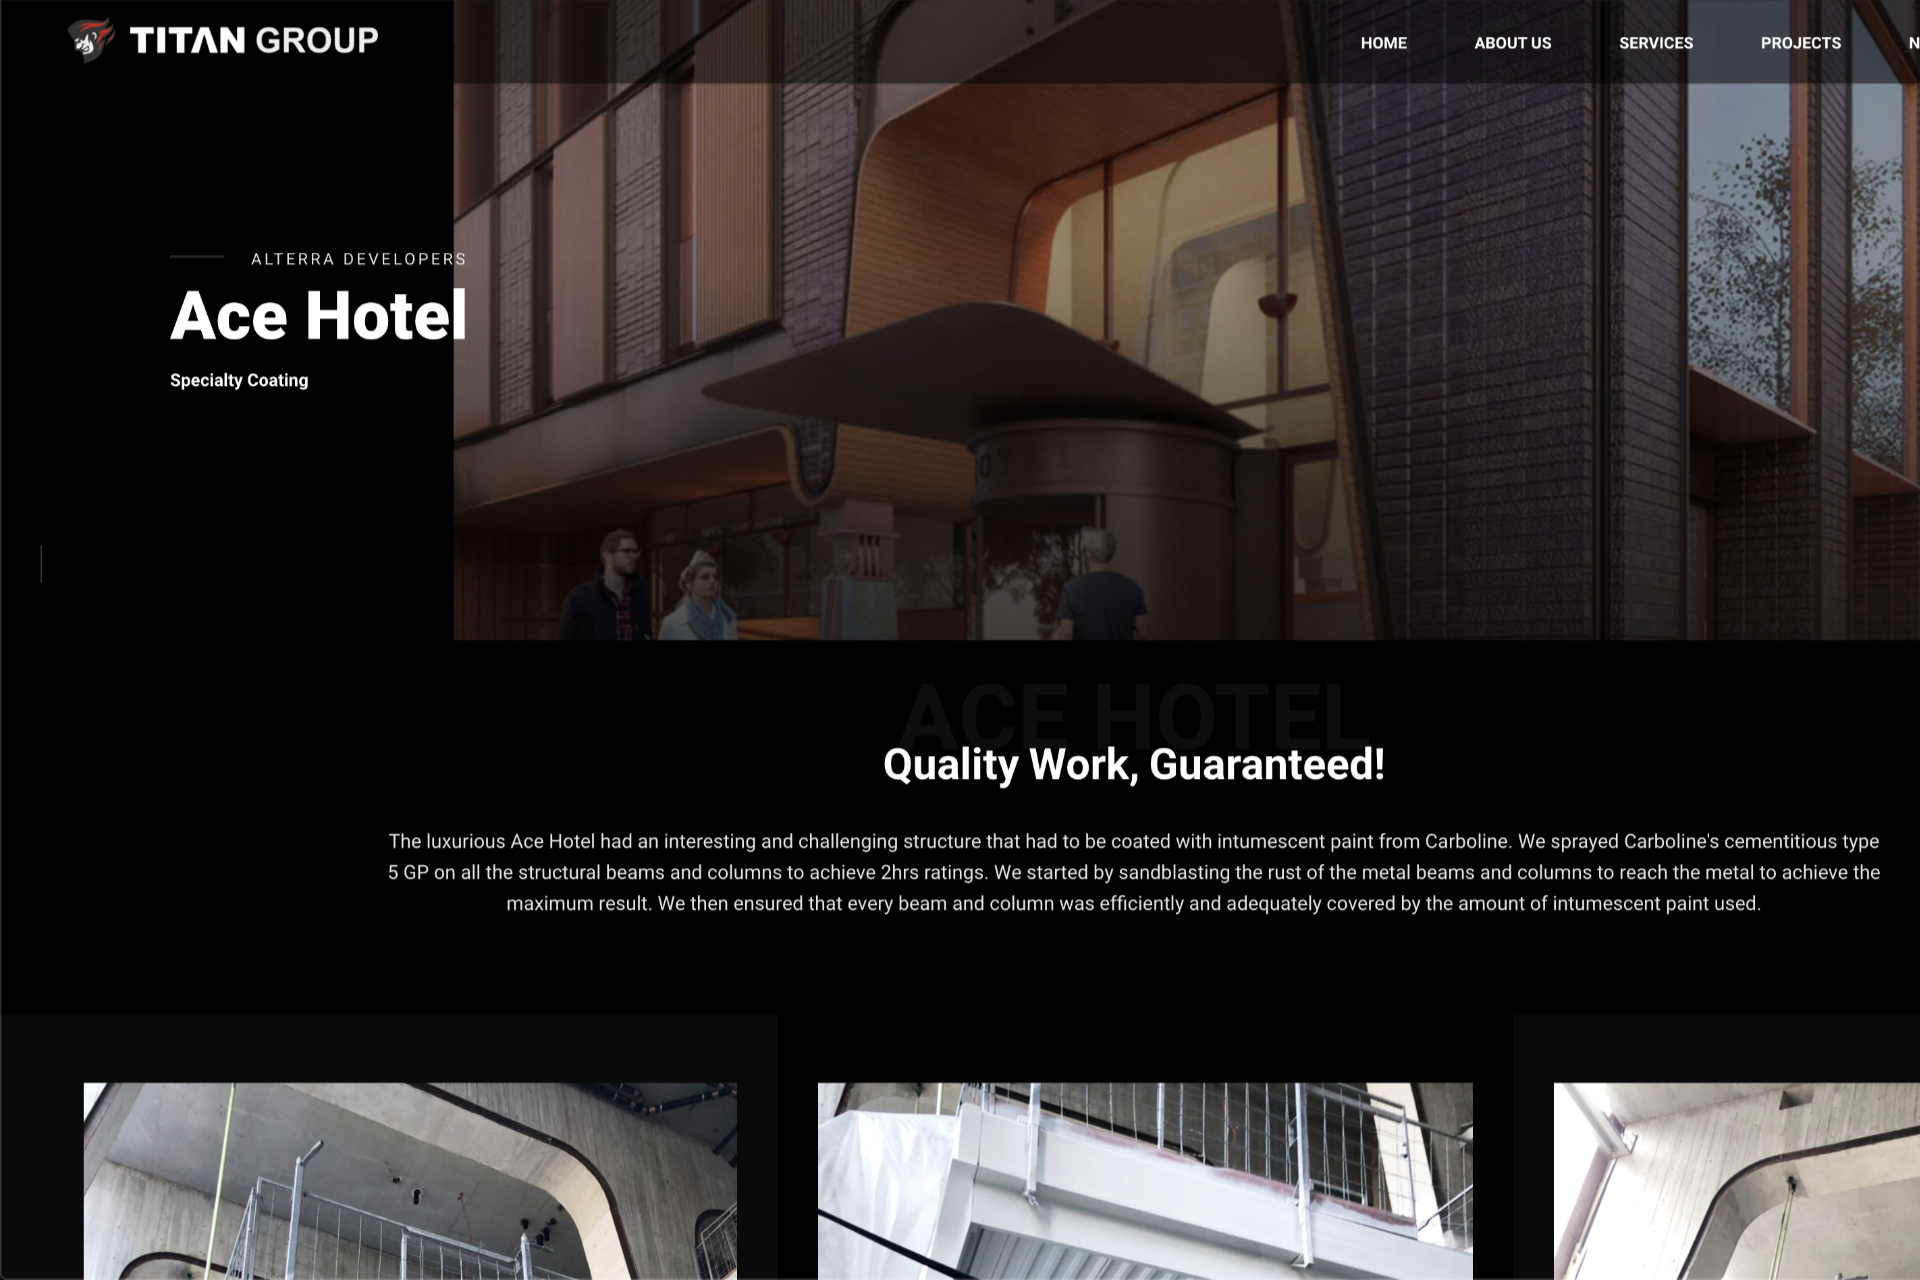 TITAN GROUP
HOME ABOUT US SERVICES PROJECTS N
ALTERRA DEVELOPERS
Ace Hotel
Specialty Coating
ACE HOTEL
Quality Work, Guaranteed!
The luxurious Ace Hotel had an interesting and challenging structure that had to be coated with intumescent paint from Carboline. We sprayed Carboline's cementitious type
5 GP on all the structural beams and columns to achieve 2hrs ratings. We started by sandblasting the rust of the metal beams and columns to reach the metal to achieve the
maximum result. We then ensured that every beam and column was efficiently and adequately covered by the amount of intumescent paint used.